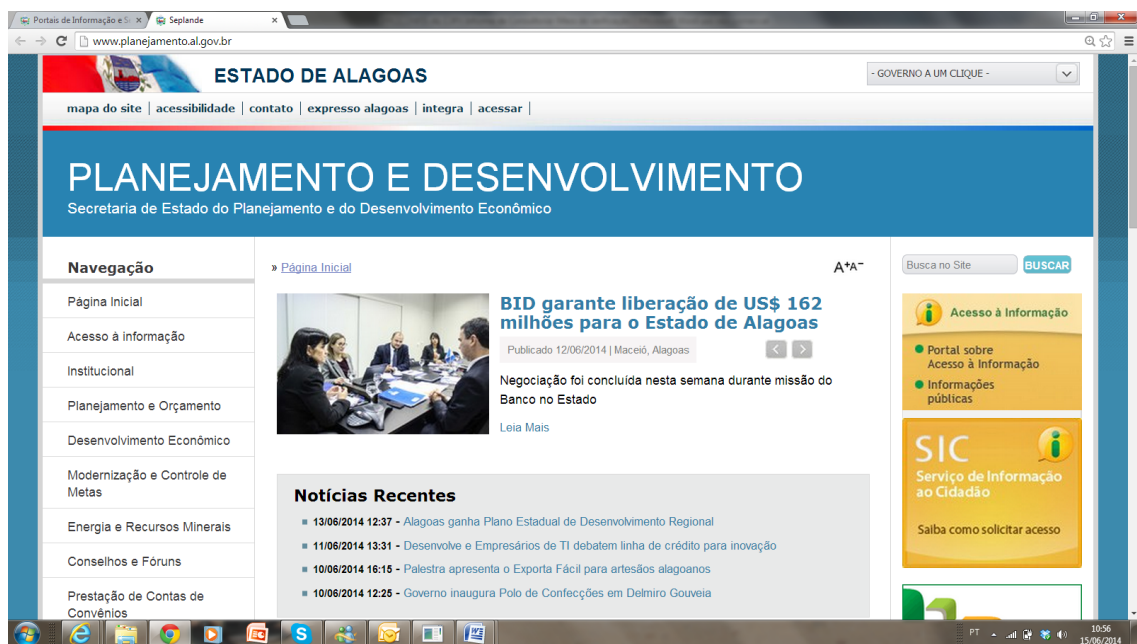 Portais de Informação e S
Seplande
www.planejamento.al.gov.br
ESTADO DE ALAGOAS
- GOVERNO A UM CLIQUE -
mapa do site | acessibilidade | contato | expresso alagoas | integra | acessar |
PLANEJAMENTO E DESENVOLVIMENTO
Secretaria de Estado do Planejamento e do Desenvolvimento Econômico
Navegação
Página Inicial
Acesso à informação
Institucional
Planejamento e Orçamento
Desenvolvimento Econômico
Modernização e Controle de
Metas
Energia e Recursos Minerais
Conselhos e Fóruns
Prestação de Contas de
Convênios
» Página Inicial
A+A-
BID garante liberação de US$ 162
milhões para o Estado de Alagoas
Publicado 12/06/2014 | Maceió, Alagoas
Negociação foi concluída nesta semana durante missão do
Banco no Estado
Leia Mais
Notícias Recentes
13/06/2014 12:37 - Alagoas ganha Plano Estadual de Desenvolvimento Regional
11/06/2014 13:31 - Desenvolve e Empresários de TI debatem linha de crédito para inovação
10/06/2014 16:15 - Palestra apresenta o Exporta Fácil para artesãos alagoanos
10/06/2014 12:25 - Governo inaugura Polo de Confecções em Delmiro Gouveia
Busca no Site
BUSCAR
Acesso à Informação
Portal sobre
Acesso à Informação
Informações
públicas
SIC
Serviço de Informação
ao Cidadão
Saiba como solicitar acesso
PT
10:56
15/06/2014